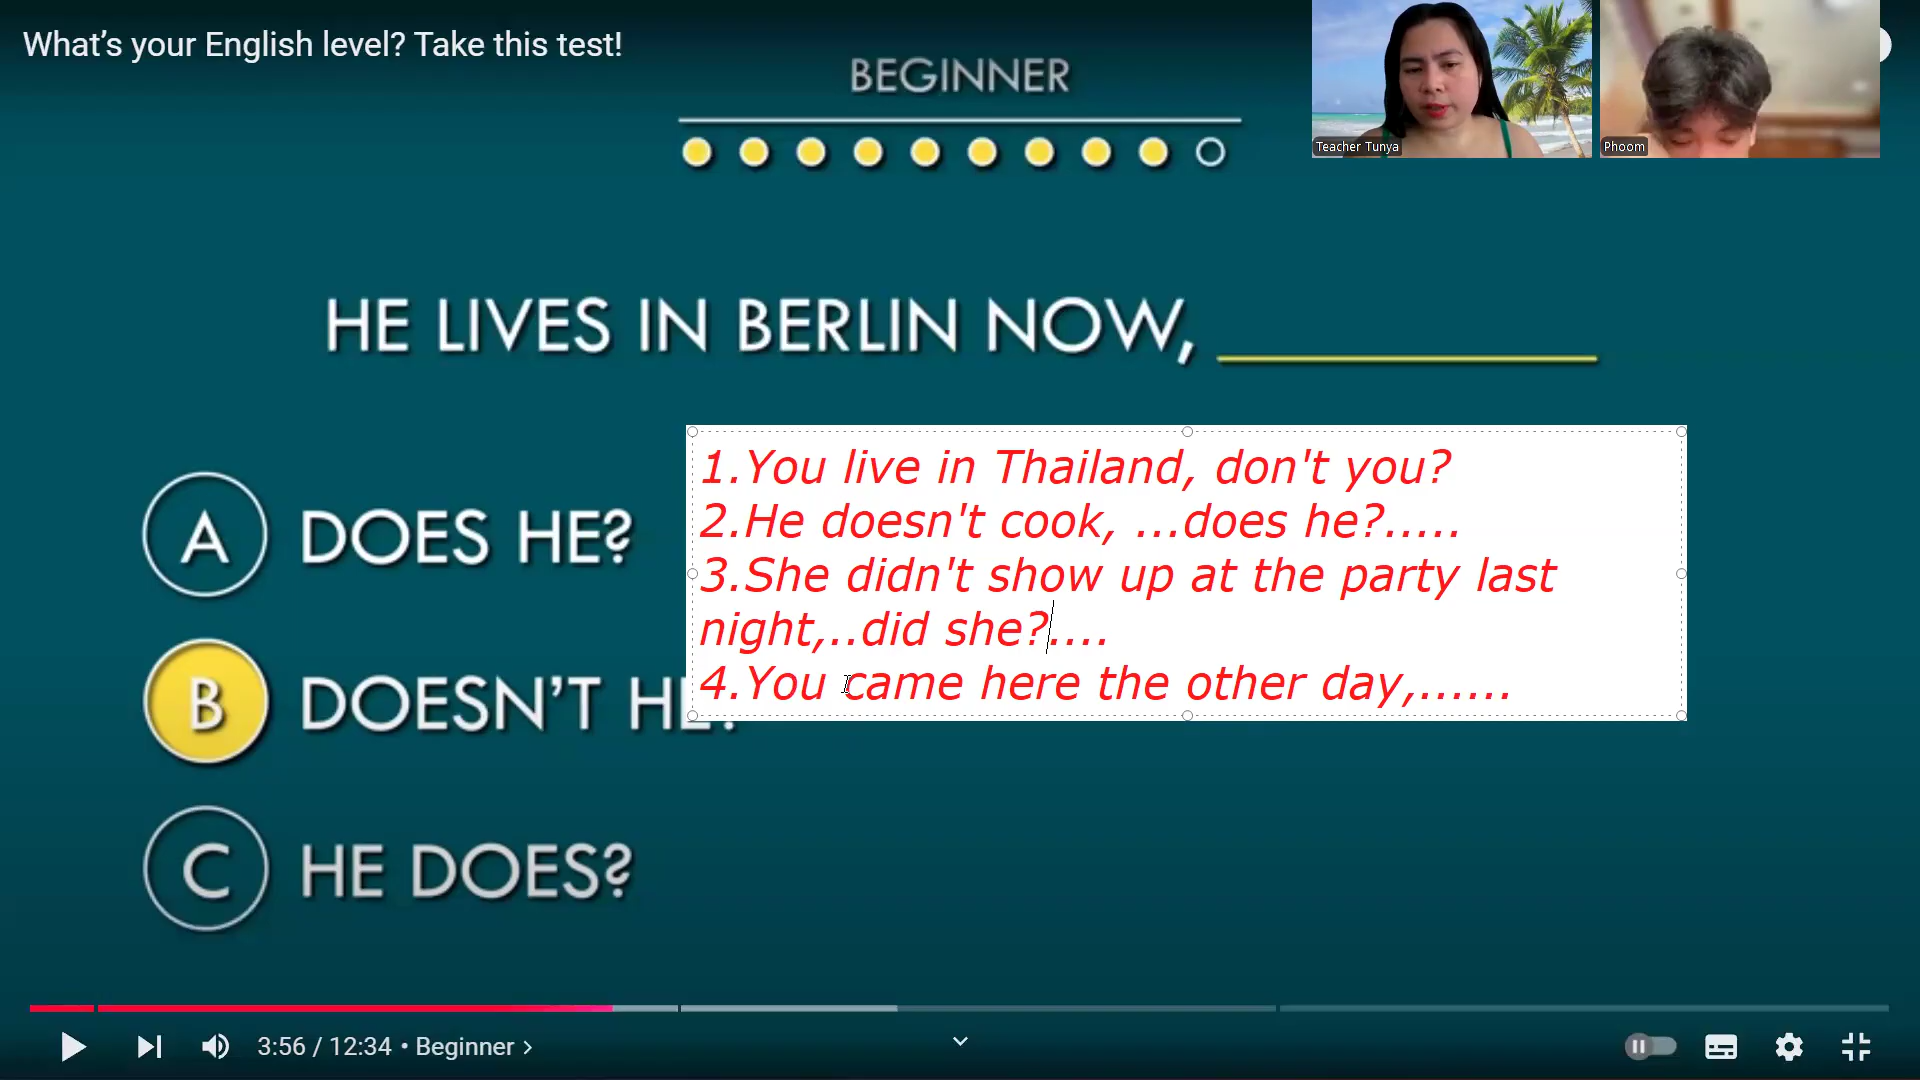 What's your English level? Take this test!
BEGINNER
Teacher Tunya
Phoom
HE LIVES IN BERLIN NOW, __________
A DOES HE?
B DOESN'T HE?
C HE DOES?
1.You live in Thailand, don't you?
2.He doesn't cook, ...does he?.....
3.She didn't show up at the party last
night,..did she?....
4.You came here the other day,......
3:56 / 12:34 • Beginner >